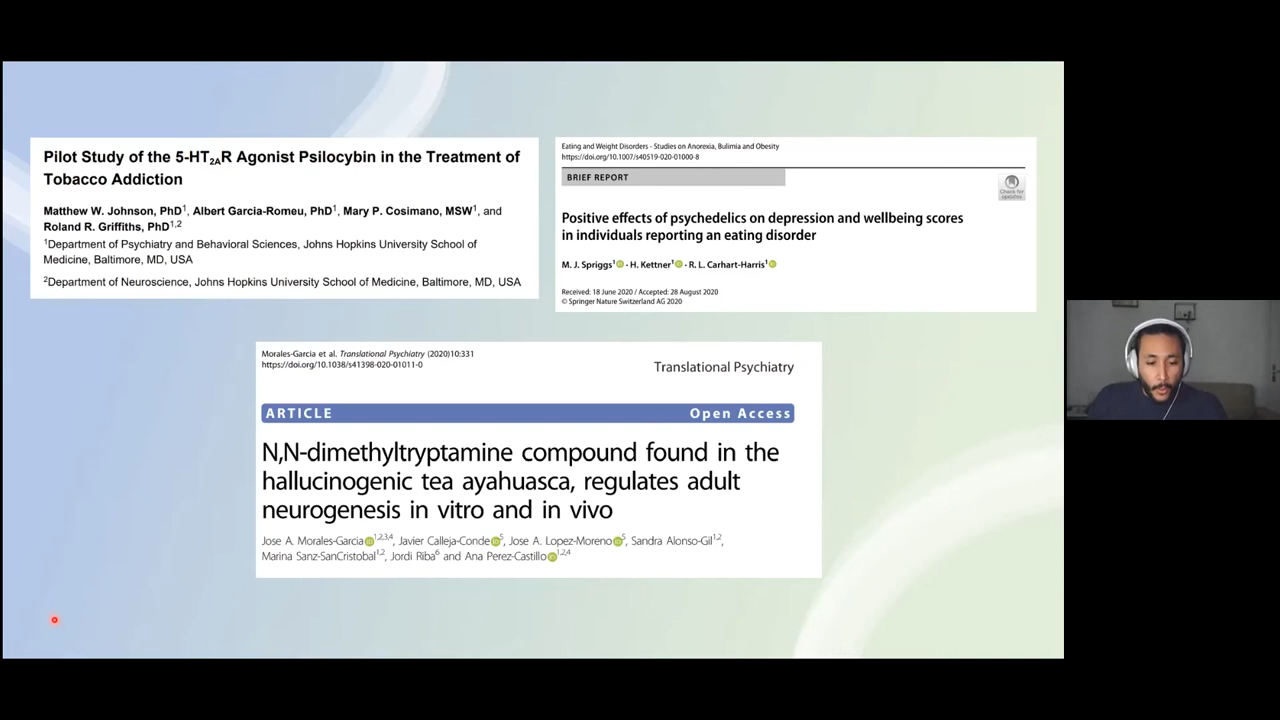 Pilot Study of the 5-HT2AR Agonist Psilocybin in the Treatment of
Tobacco Addiction
Matthew W. Johnson, PhD1, Albert Garcia-Romeu, PhD1, Mary P. Cosimano, MSW1, and
Roland R. Griffiths, PhD1,2
1Department of Psychiatry and Behavioral Sciences, Johns Hopkins University School of
Medicine, Baltimore, MD, USA
2Department of Neuroscience, Johns Hopkins University School of Medicine, Baltimore, MD, USA
Eating and Weight Disorders - Studies on Anorexia, Bulimia and Obesity
https://doi.org/10.1007/s40519-020-01000-8
BRIEF REPORT
Check for
updates
Positive effects of psychedelics on depression and wellbeing scores
in individuals reporting an eating disorder
M. J. Spriggs1 · H. Kettner1 · R. L. Carhart-Harris1
Received: 18 June 2020 / Accepted: 28 August 2020
© Springer Nature Switzerland AG 2020
Morales-Garcia et al. Translational Psychiatry (2020)10:331
https://doi.org/10.1038/s41398-020-01011-0
Translational Psychiatry
ARTICLE Open Access
N,N-dimethyltryptamine compound found in the
hallucinogenic tea ayahuasca, regulates adult
neurogenesis in vitro and in vivo
Jose A. Morales-Garcia1,2,3,4, Javier Calleja-Conde5, Jose A. Lopez-Moreno5, Sandra Alonso-Gil1,2,
Marina Sanz-SanCristobal1,2, Jordi Riba6 and Ana Perez-Castillo1,2,4